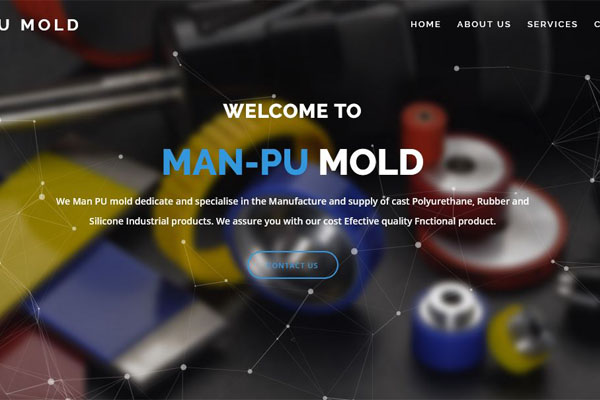 U MOLD
HOME ABOUT US SERVICES C
WELCOME TO
MAN-PU MOLD
We Man PU mold dedicate and specialise in the Manufacture and supply of cast Polyurethane, Rubber and
Silicone Industrial products. We assure you with our cost Efective quality Fnctional product.
CONTACT US